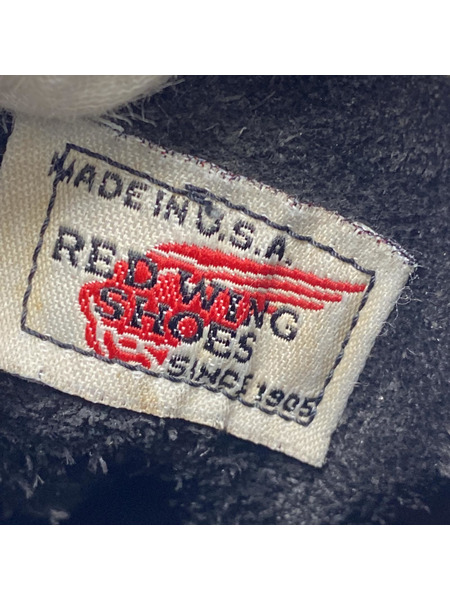 MADE IN U.S.A.
RED WING
SHOES
SINCE 1905